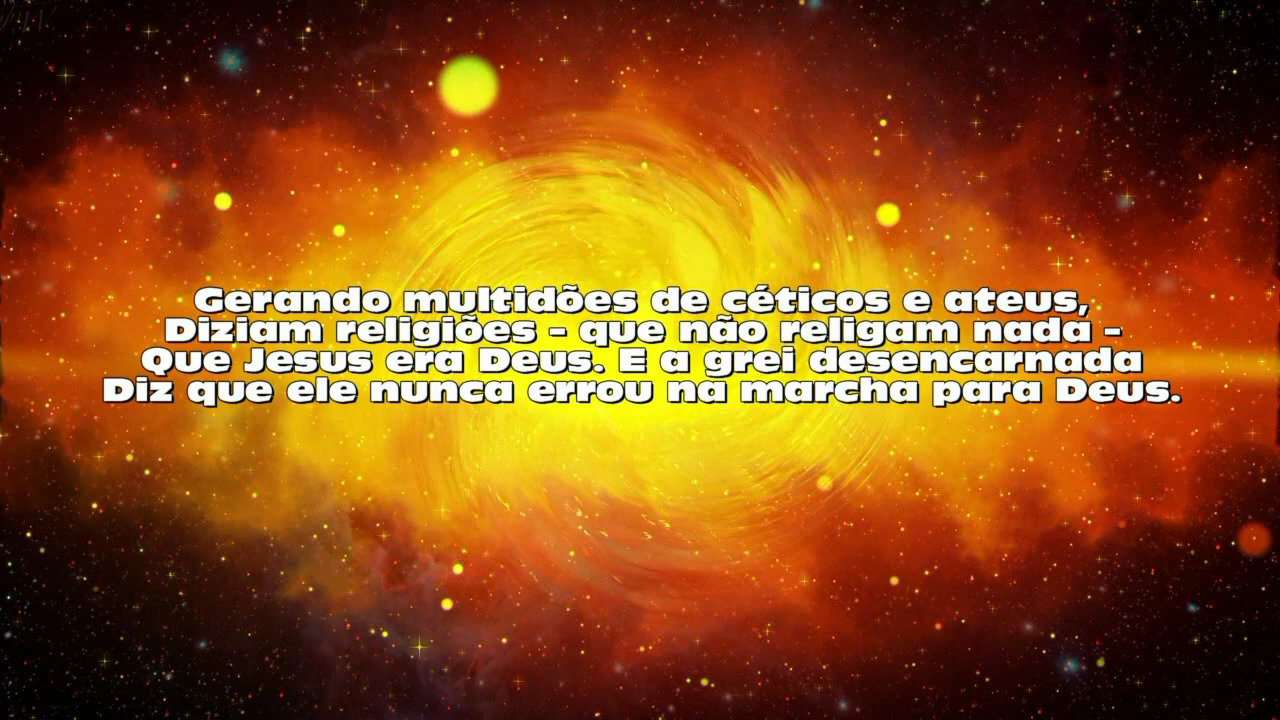 Gerando multidões de céticos e ateus,
Diziam religiões - que não religam nada -
Que Jesus era Deus. E a grei desencarnada
Diz que ele nunca errou na marcha para Deus.